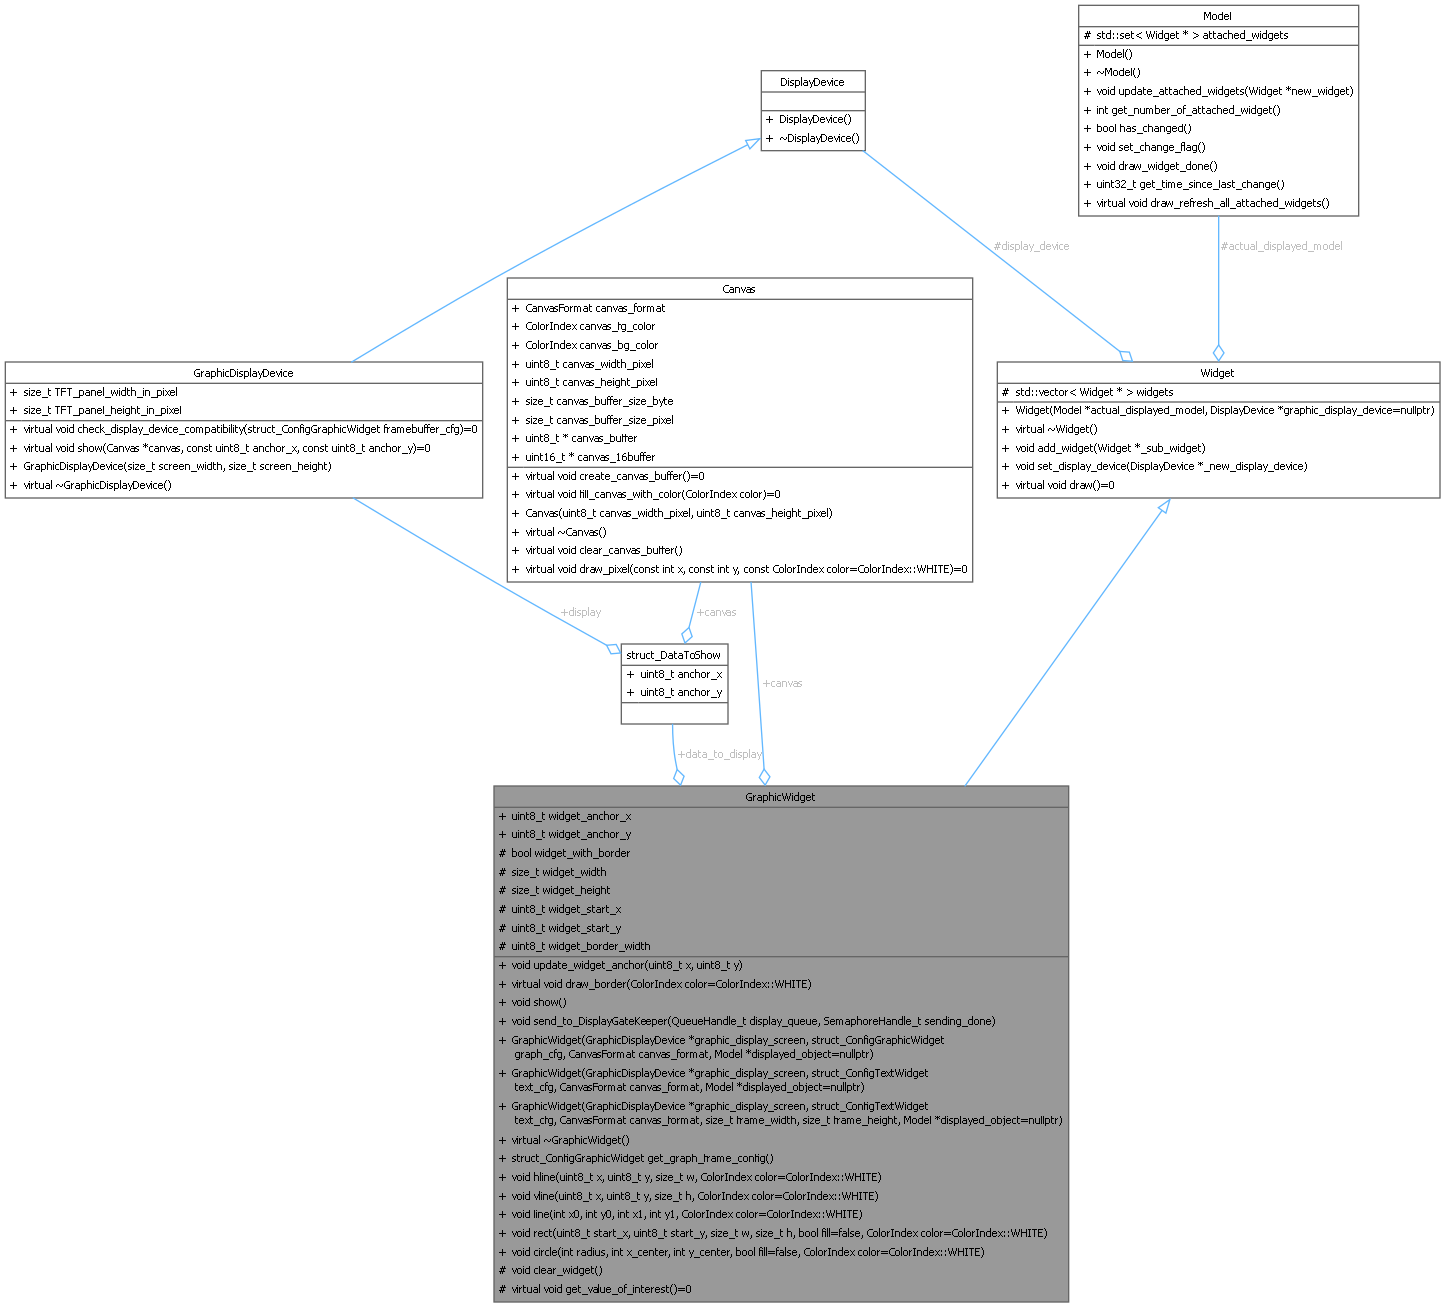 Model
# std::set< Widget * > attached_widgets
+ Model()
+ ~Model()
+ void update_attached_widgets(Widget *new_widget)
+ int get_number_of_attached_widget()
+ bool has_changed()
+ void set_change_flag()
+ void draw_widget_done()
+ uint32_t get_time_since_last_change()
+ virtual void draw_refresh_all_attached_widgets()
DisplayDevice
+ DisplayDevice()
+ ~DisplayDevice()
#display_device
#actual_displayed_model
Canvas
+ CanvasFormat canvas_format
+ ColorIndex canvas_fg_color
+ ColorIndex canvas_bg_color
+ uint8_t canvas_width_pixel
+ uint8_t canvas_height_pixel
+ size_t canvas_buffer_size_byte
+ size_t canvas_buffer_size_pixel
+ uint8_t * canvas_buffer
+ uint16_t * canvas_16buffer
+ virtual void create_canvas_buffer()=0
+ virtual void fill_canvas_with_color(ColorIndex color)=0
+ Canvas(uint8_t canvas_width_pixel, uint8_t canvas_height_pixel)
+ virtual ~Canvas()
+ virtual void clear_canvas_buffer()
+ virtual void draw_pixel(const int x, const int y, const ColorIndex color=ColorIndex::WHITE)=0
GraphicDisplayDevice
+ size_t TFT_panel_width_in_pixel
+ size_t TFT_panel_height_in_pixel
+ virtual void check_display_device_compatibility(struct_ConfigGraphicWidget framebuffer_cfg)=0
+ virtual void show(Canvas *canvas, const uint8_t anchor_x, const uint8_t anchor_y)=0
+ GraphicDisplayDevice(size_t screen_width, size_t screen_height)
+ virtual ~GraphicDisplayDevice()
Widget
# std::vector< Widget * > widgets
+ Widget(Model *actual_displayed_model, DisplayDevice *graphic_display_device=nullptr)
+ virtual ~Widget()
+ void add_widget(Widget *_sub_widget)
+ void set_display_device(DisplayDevice *_new_display_device)
+ virtual void draw()=0
+display
+canvas
struct_DataToShow
+ uint8_t anchor_x
+ uint8_t anchor_y
+canvas
+data_to_display
GraphicWidget
+ uint8_t widget_anchor_x
+ uint8_t widget_anchor_y
# bool widget_with_border
# size_t widget_width
# size_t widget_height
# uint8_t widget_start_x
# uint8_t widget_start_y
# uint8_t widget_border_width
+ void update_widget_anchor(uint8_t x, uint8_t y)
+ virtual void draw_border(ColorIndex color=ColorIndex::WHITE)
+ void show()
+ void send_to_DisplayGateKeeper(QueueHandle_t display_queue, SemaphoreHandle_t sending_done)
+ GraphicWidget(GraphicDisplayDevice *graphic_display_screen, struct_ConfigGraphicWidget
graph_cfg, CanvasFormat canvas_format, Model *displayed_object=nullptr)
+ GraphicWidget(GraphicDisplayDevice *graphic_display_screen, struct_ConfigTextWidget
text_cfg, CanvasFormat canvas_format, Model *displayed_object=nullptr)
+ GraphicWidget(GraphicDisplayDevice *graphic_display_screen, struct_ConfigTextWidget
text_cfg, CanvasFormat canvas_format, size_t frame_width, size_t frame_height, Model *displayed_object=nullptr)
+ virtual ~GraphicWidget()
+ struct_ConfigGraphicWidget get_graph_frame_config()
+ void hline(uint8_t x, uint8_t y, size_t w, ColorIndex color=ColorIndex::WHITE)
+ void vline(uint8_t x, uint8_t y, size_t h, ColorIndex color=ColorIndex::WHITE)
+ void line(int x0, int y0, int x1, int y1, ColorIndex color=ColorIndex::WHITE)
+ void rect(uint8_t start_x, uint8_t start_y, size_t w, size_t h, bool fill=false, ColorIndex color=ColorIndex::WHITE)
+ void circle(int radius, int x_center, int y_center, bool fill=false, ColorIndex color=ColorIndex::WHITE)
# void clear_widget()
# virtual void get_value_of_interest()=0